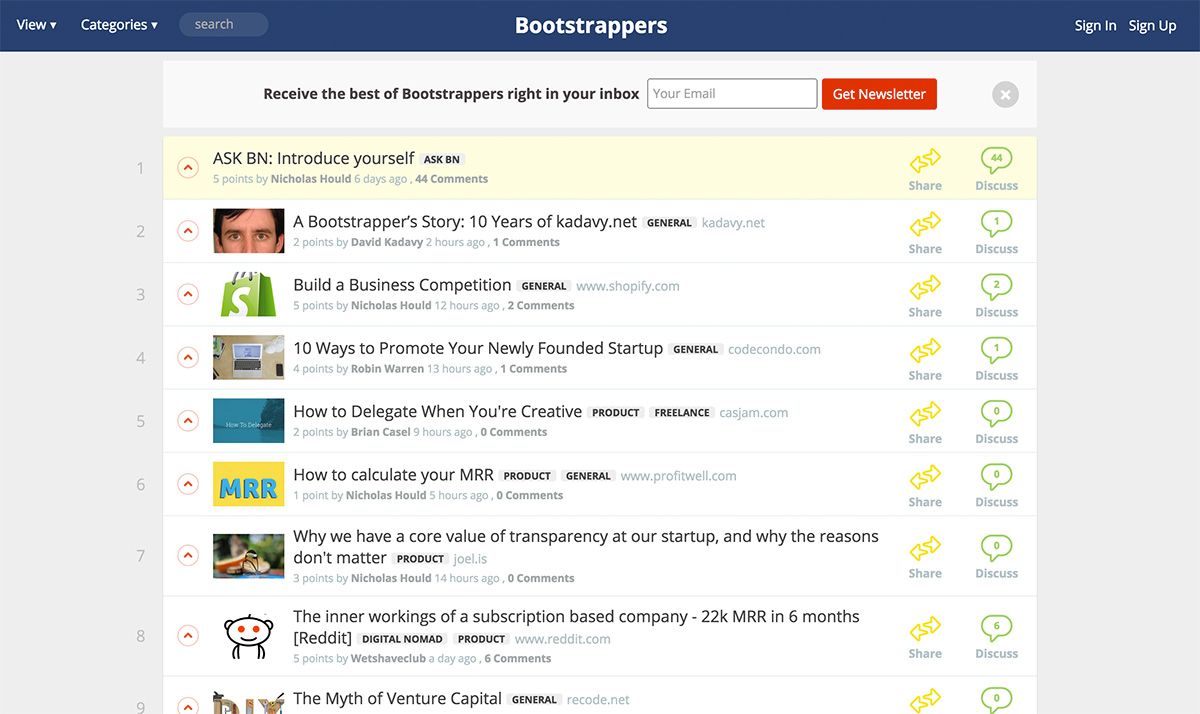 View ▾ Categories ▾ search Bootstrappers Sign In Sign Up
Receive the best of Bootstrappers right in your inbox Your Email Get Newsletter
1 ASK BN: Introduce yourself ASK BN 44
5 points by Nicholas Hould 6 days ago , 44 Comments Share Discuss
2 A Bootstrapper’s Story: 10 Years of kadavy.net GENERAL kadavy.net 1
2 points by David Kadavy 2 hours ago , 1 Comments Share Discuss
3 Build a Business Competition GENERAL www.shopify.com 2
5 points by Nicholas Hould 12 hours ago , 2 Comments Share Discuss
4 10 Ways to Promote Your Newly Founded Startup GENERAL codecondo.com 1
4 points by Robin Warren 13 hours ago , 1 Comments Share Discuss
5 How To Delegate How to Delegate When You're Creative PRODUCT FREELANCE casjam.com 0
2 points by Brian Casel 9 hours ago , 0 Comments Share Discuss
6 MRR How to calculate your MRR PRODUCT GENERAL www.profitwell.com 0
1 point by Nicholas Hould 5 hours ago , 0 Comments Share Discuss
7 Why we have a core value of transparency at our startup, and why the reasons 0
don't matter PRODUCT joel.is
3 points by Nicholas Hould 14 hours ago , 0 Comments Share Discuss
8 The inner workings of a subscription based company - 22k MRR in 6 months 6
[Reddit] DIGITAL NOMAD PRODUCT www.reddit.com
5 points by Wetshaveclub a day ago , 6 Comments Share Discuss
9 DIY The Myth of Venture Capital GENERAL recode.net 0